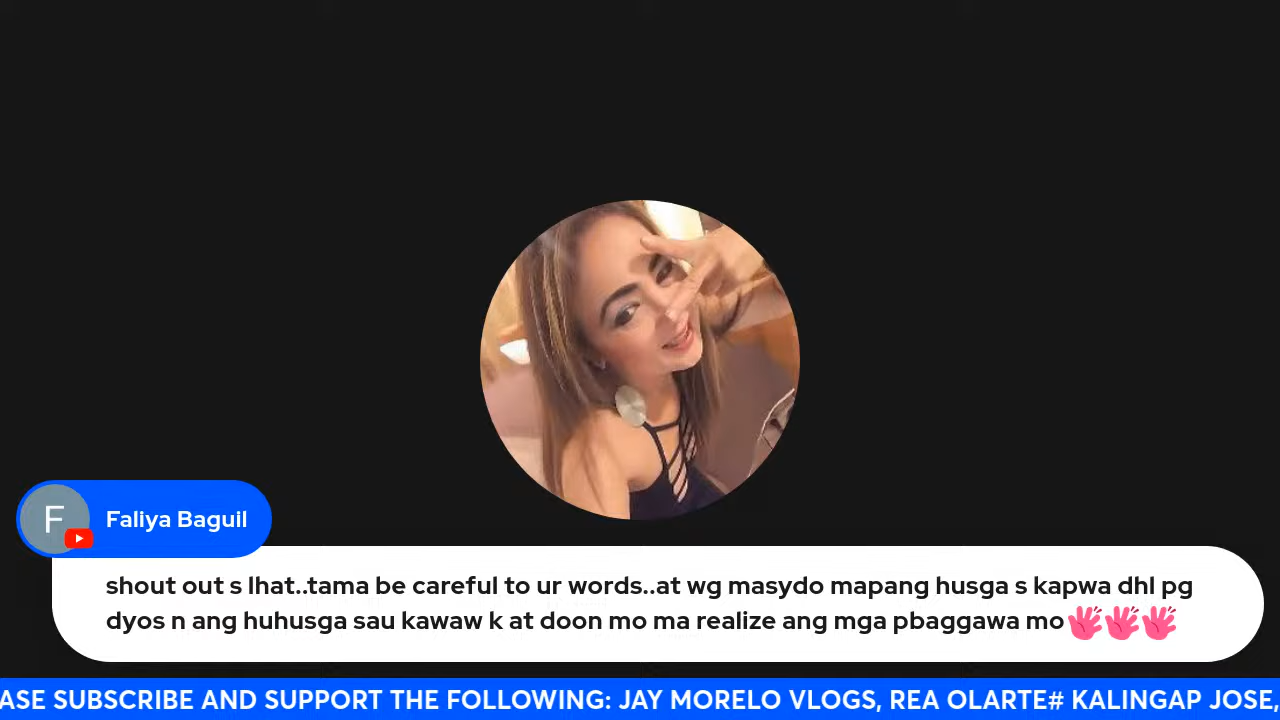 F
Faliya Baguil
shout out s lhat..tama be careful to ur words..at wg masydo mapang husga s kapwa dhl pg
dyos n ang huhusga sau kawaw k at doon mo ma realize ang mga pbaggawa mo👋👋👋
ASE SUBSCRIBE AND SUPPORT THE FOLLOWING: JAY MORELO VLOGS, REA OLARTE# KALINGAP JOSE,